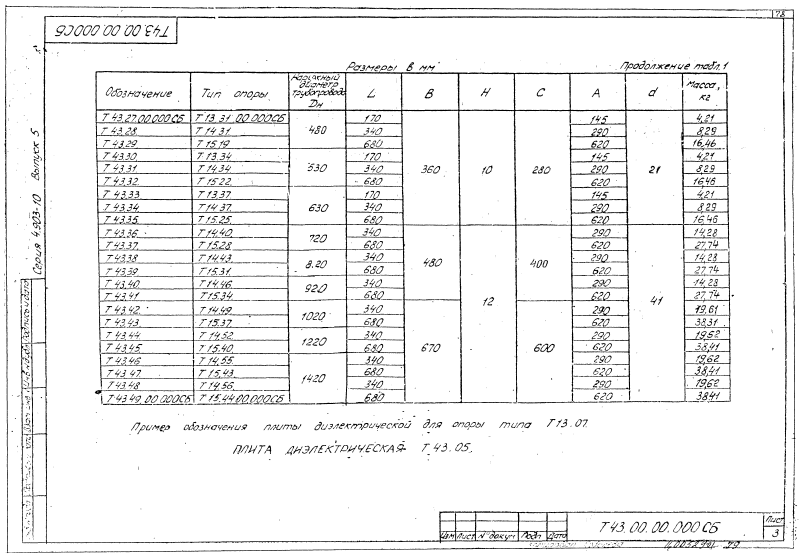 78
Т43.00.00.000СБ
Размеры в мм
Продолжение табл. 1
Обозначение Тип опоры Наружный диаметр трубопровода Dн L B H C A d Масса, кг
Т43.27.00.000СБ Т13.31.00.000СБ 480 170 360 10 280 145 21 4,21
Т43.28 Т14.31 340 290 8,29
Т43.29 Т15.19 680 620 16,46
Т43.30 Т13.34 530 170 145 4,21
Т43.31 Т14.34 340 290 8,29
Т43.32 Т15.22 680 620 16,46
Т43.33 Т13.37 630 170 145 4,21
Т43.34 Т14.37 340 290 8,29
Т43.35 Т15.25 680 620 16,46
Т43.36 Т14.40 720 340 480 12 400 290 41 14,28
Т43.37 Т15.28 680 620 27,74
Т43.38 Т14.43 8.20 340 290 14,28
Т43.39 Т15.31 680 620 27,74
Т43.40 Т14.46 920 340 290 14,28
Т43.41 Т15.34 680 620 27,74
Т43.42 Т14.49 1020 340 670 600 290 19,61
Т43.43 Т15.37 680 620 38,31
Т43.44 Т14.52 1220 340 290 19,52
Т43.45 Т15.40 680 620 38,41
Т43.46 Т14.55 1420 340 290 19,62
Т43.47 Т15.43 680 620 38,41
Т43.48 Т14.56 340 290 19,62
Т43.49.00.000СБ Т15.44.00.000СБ 680 620 38,41
Пример обозначения плиты диэлектрической для опоры типа Т13.07.
ПЛИТА ДИЭЛЕКТРИЧЕСКАЯ Т43.05.
Серия 4.903-10 Выпуск 5
Изм Лист N докум Подп Дата
Т43.00.00.000СБ
Лист
3